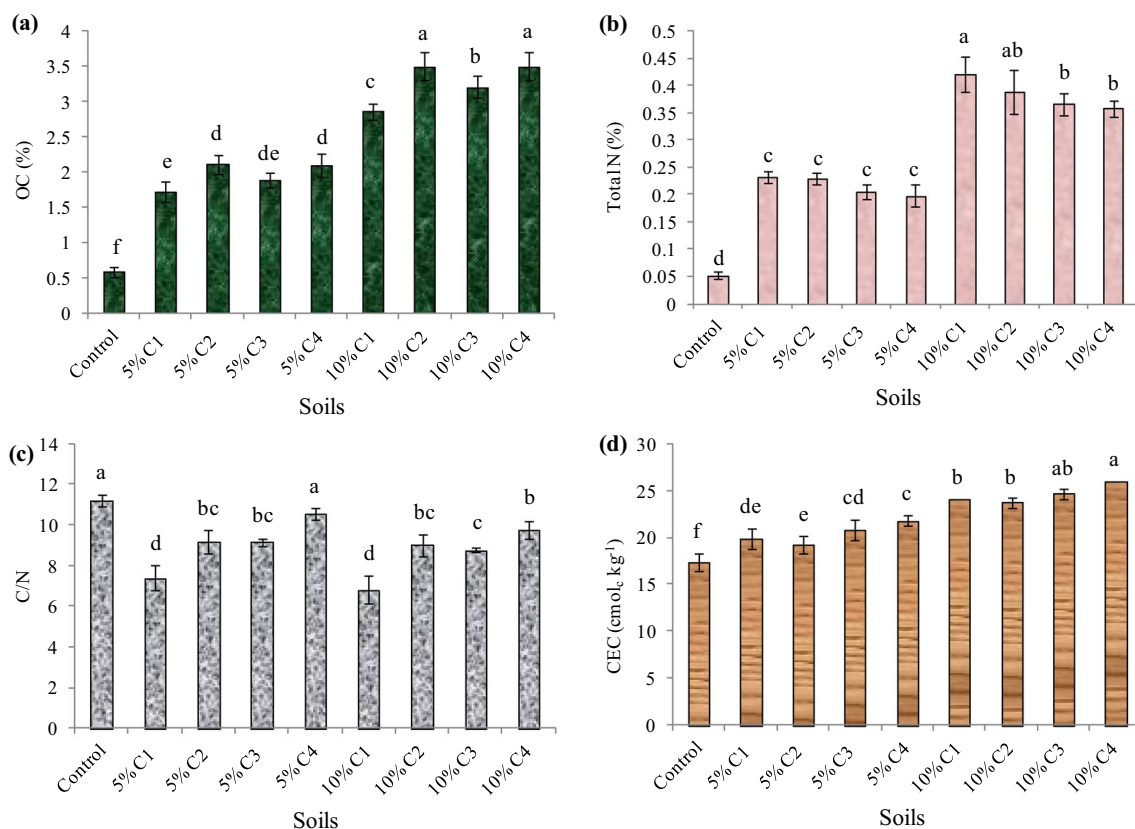 (a)
OC (%)
4
3.5
3
2.5
2
1.5
1
0.5
0
f
e
d
de
d
c
a
b
a
Control
5% C1
5% C2
5% C3
5% C4
10% C1
10% C2
10% C3
10% C4
Soils
(b)
Total N (%)
0.5
0.45
0.4
0.35
0.3
0.25
0.2
0.15
0.1
0.05
0
d
c
c
c
c
a
ab
b
b
Control
5% C1
5% C2
5% C3
5% C4
10% C1
10% C2
10% C3
10% C4
Soils
(c)
C/N
14
12
10
8
6
4
2
0
a
d
bc
bc
a
d
bc
c
b
Control
5% C1
5% C2
5% C3
5% C4
10% C1
10% C2
10% C3
10% C4
Soils
(d)
CEC (cmolc kg-1)
30
25
20
15
10
5
0
f
de
e
cd
c
b
b
ab
a
Control
5% C1
5% C2
5% C3
5% C4
10% C1
10% C2
10% C3
10% C4
Soils